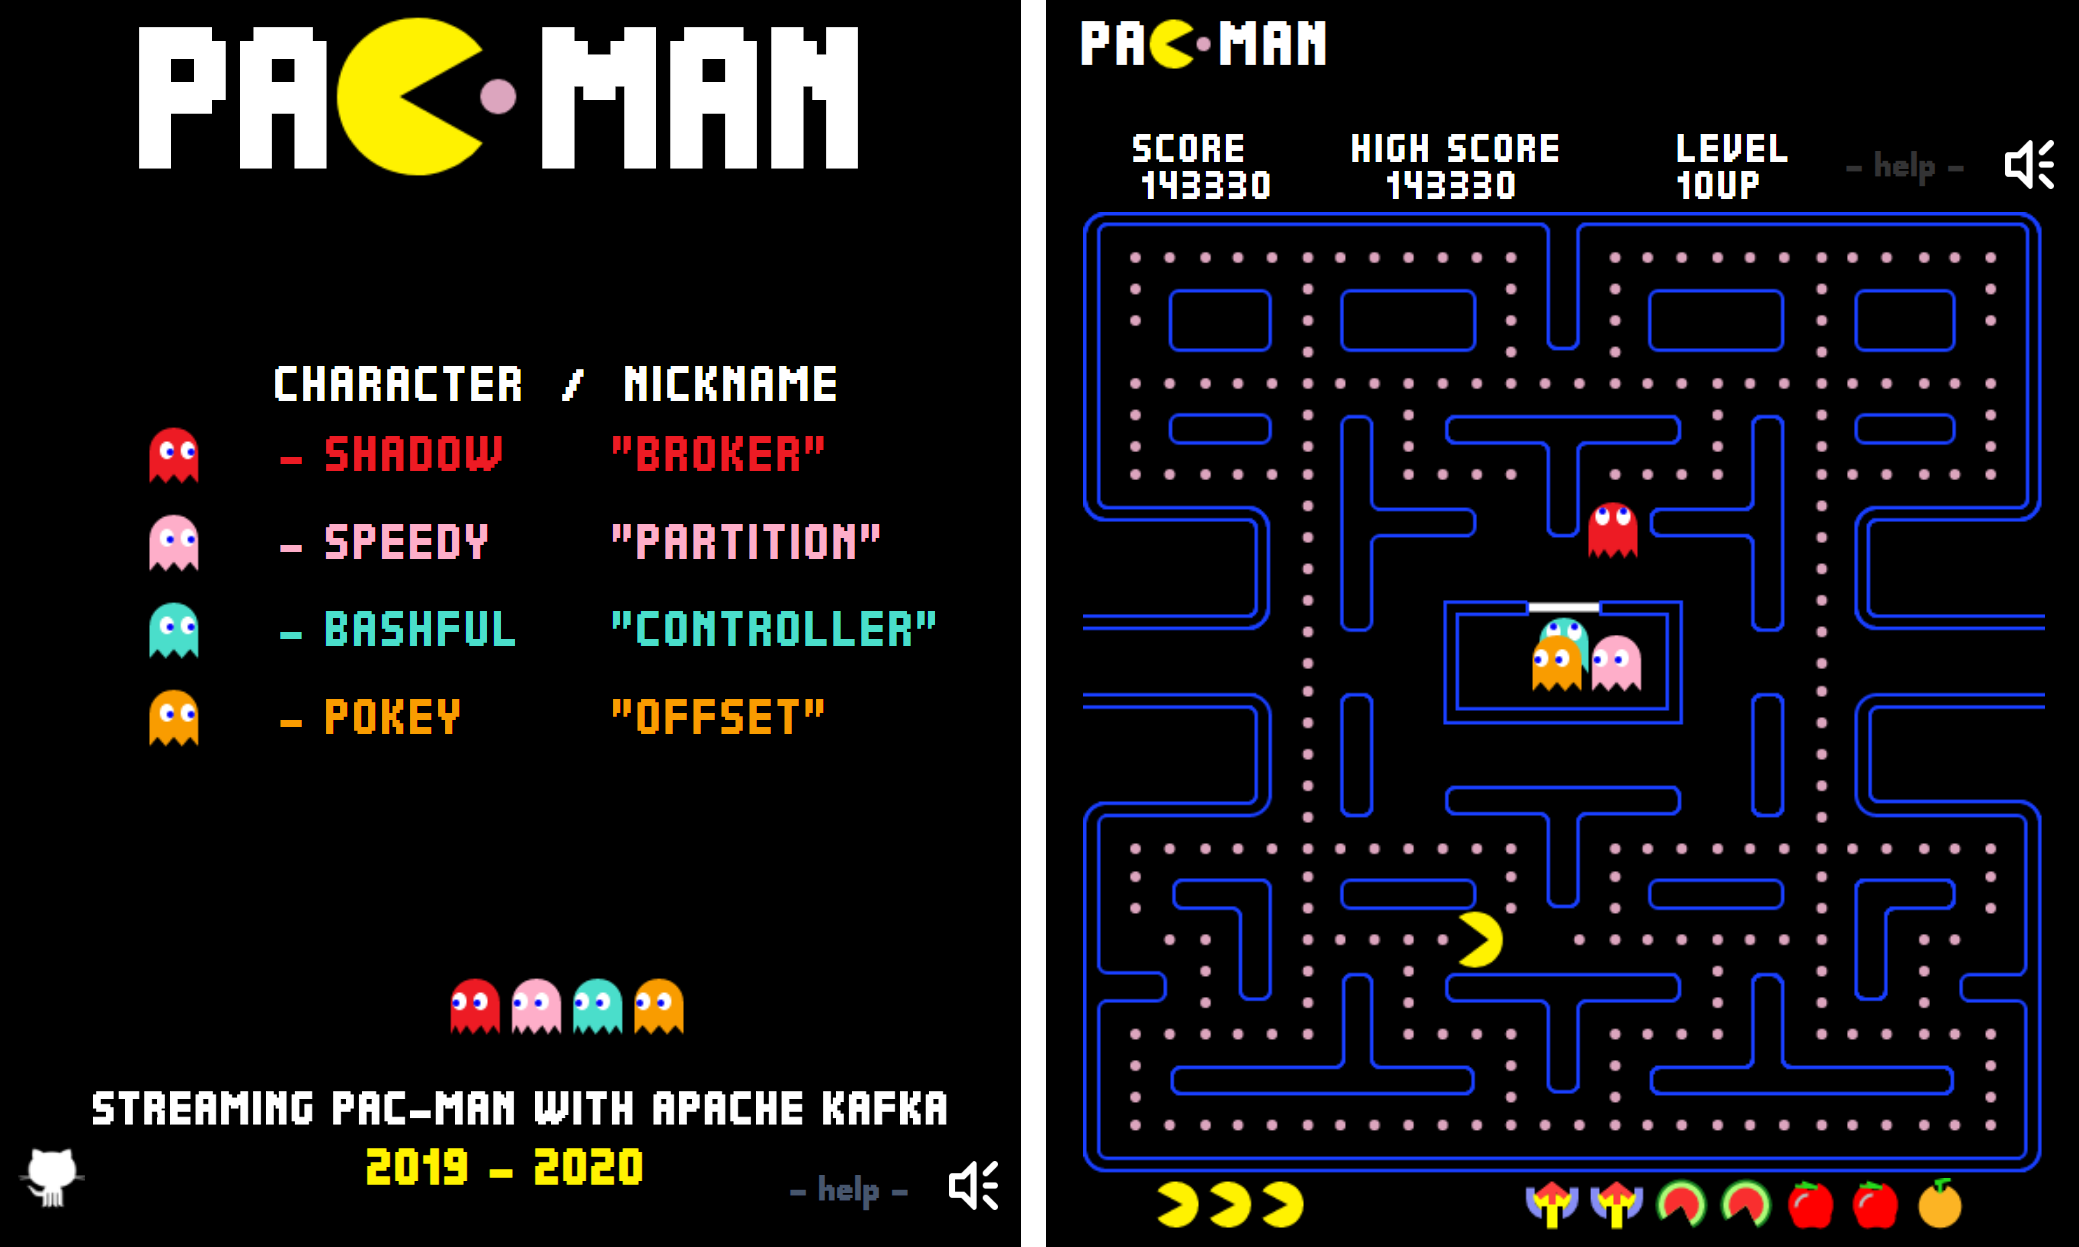 PAC-MAN
CHARACTER / NICKNAME
- SHADOW "BROKER"
- SPEEDY "PARTITION"
- BASHFUL "CONTROLLER"
- POKEY "OFFSET"
STREAMING PAC-MAN WITH APACHE KAFKA
2019 - 2020
- help -
PAC-MAN
SCORE HIGH SCORE LEVEL
143330 143330 10UP
- help -